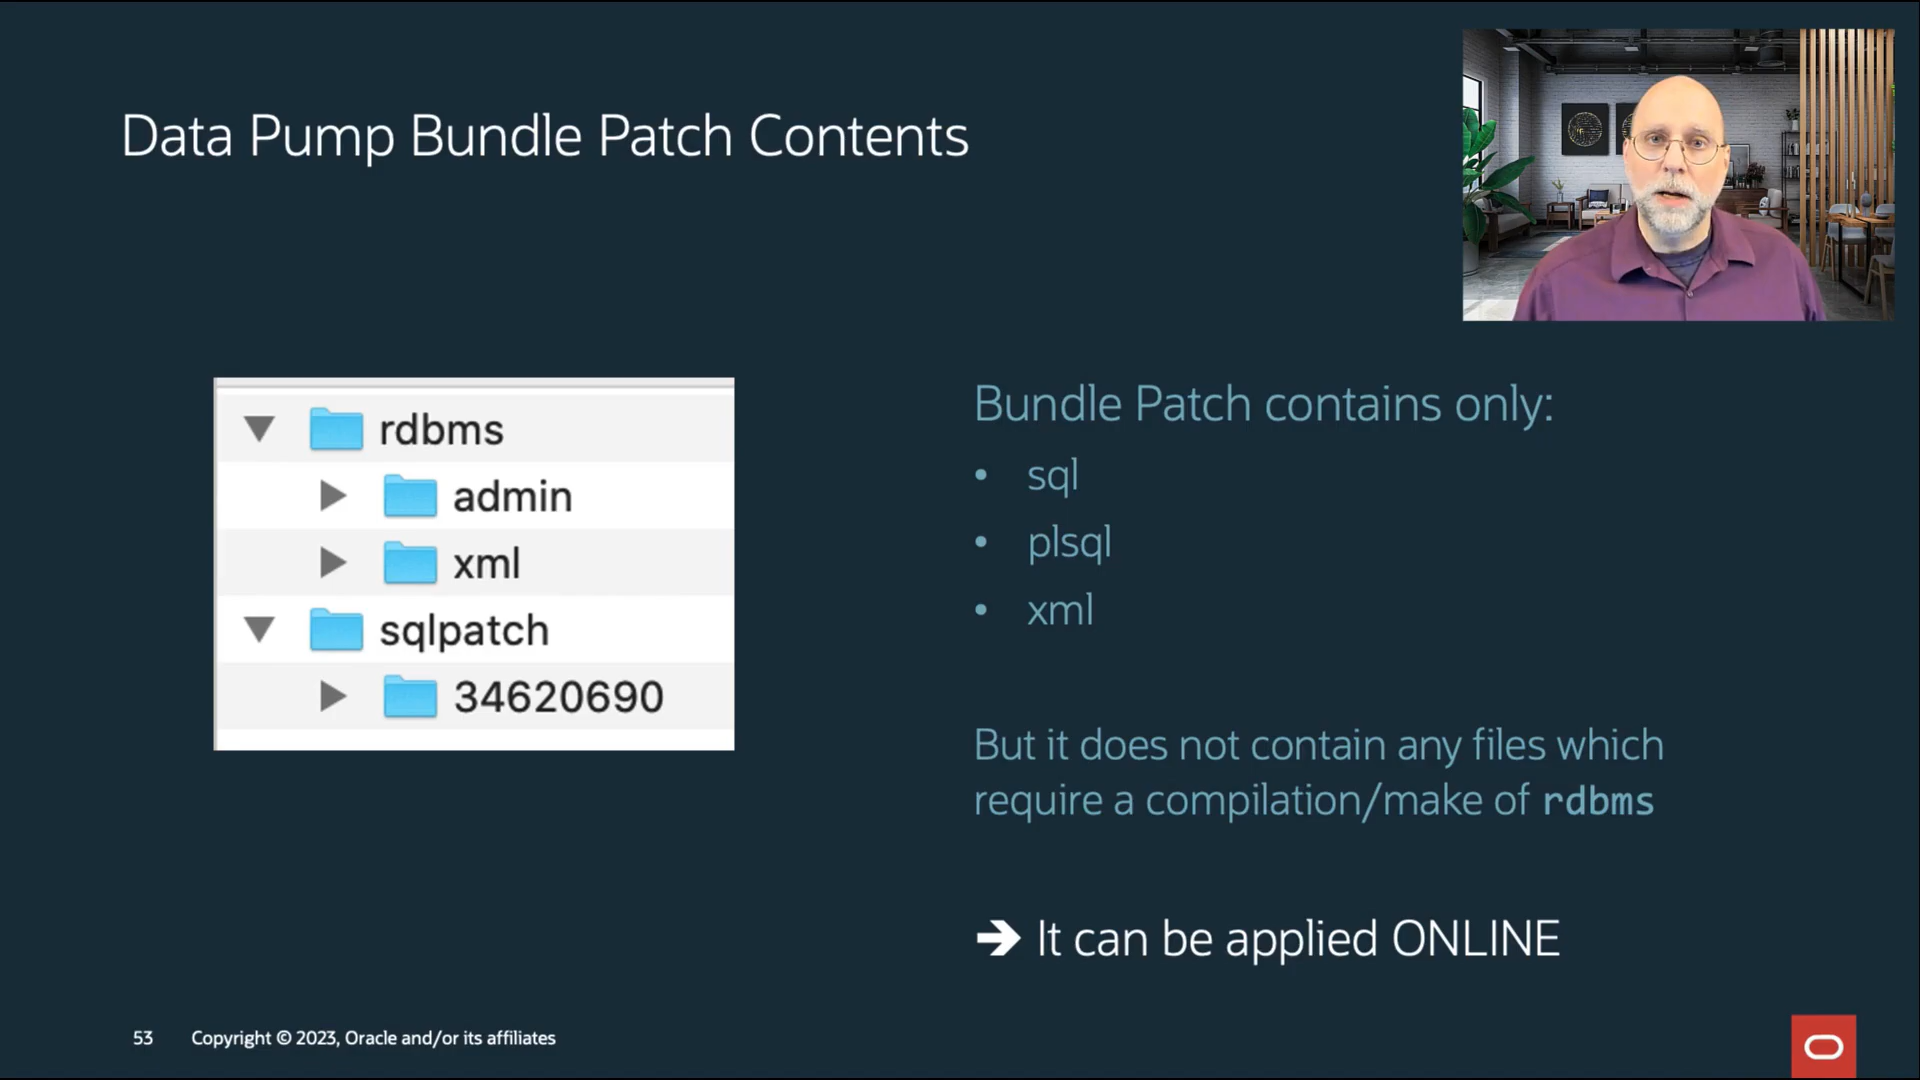 Data Pump Bundle Patch Contents
rdbms
admin
xml
sqlpatch
34620690
Bundle Patch contains only:
• sql
• plsql
• xml
But it does not contain any files which
require a compilation/make of rdbms
➔ It can be applied ONLINE
53 Copyright © 2023, Oracle and/or its affiliates